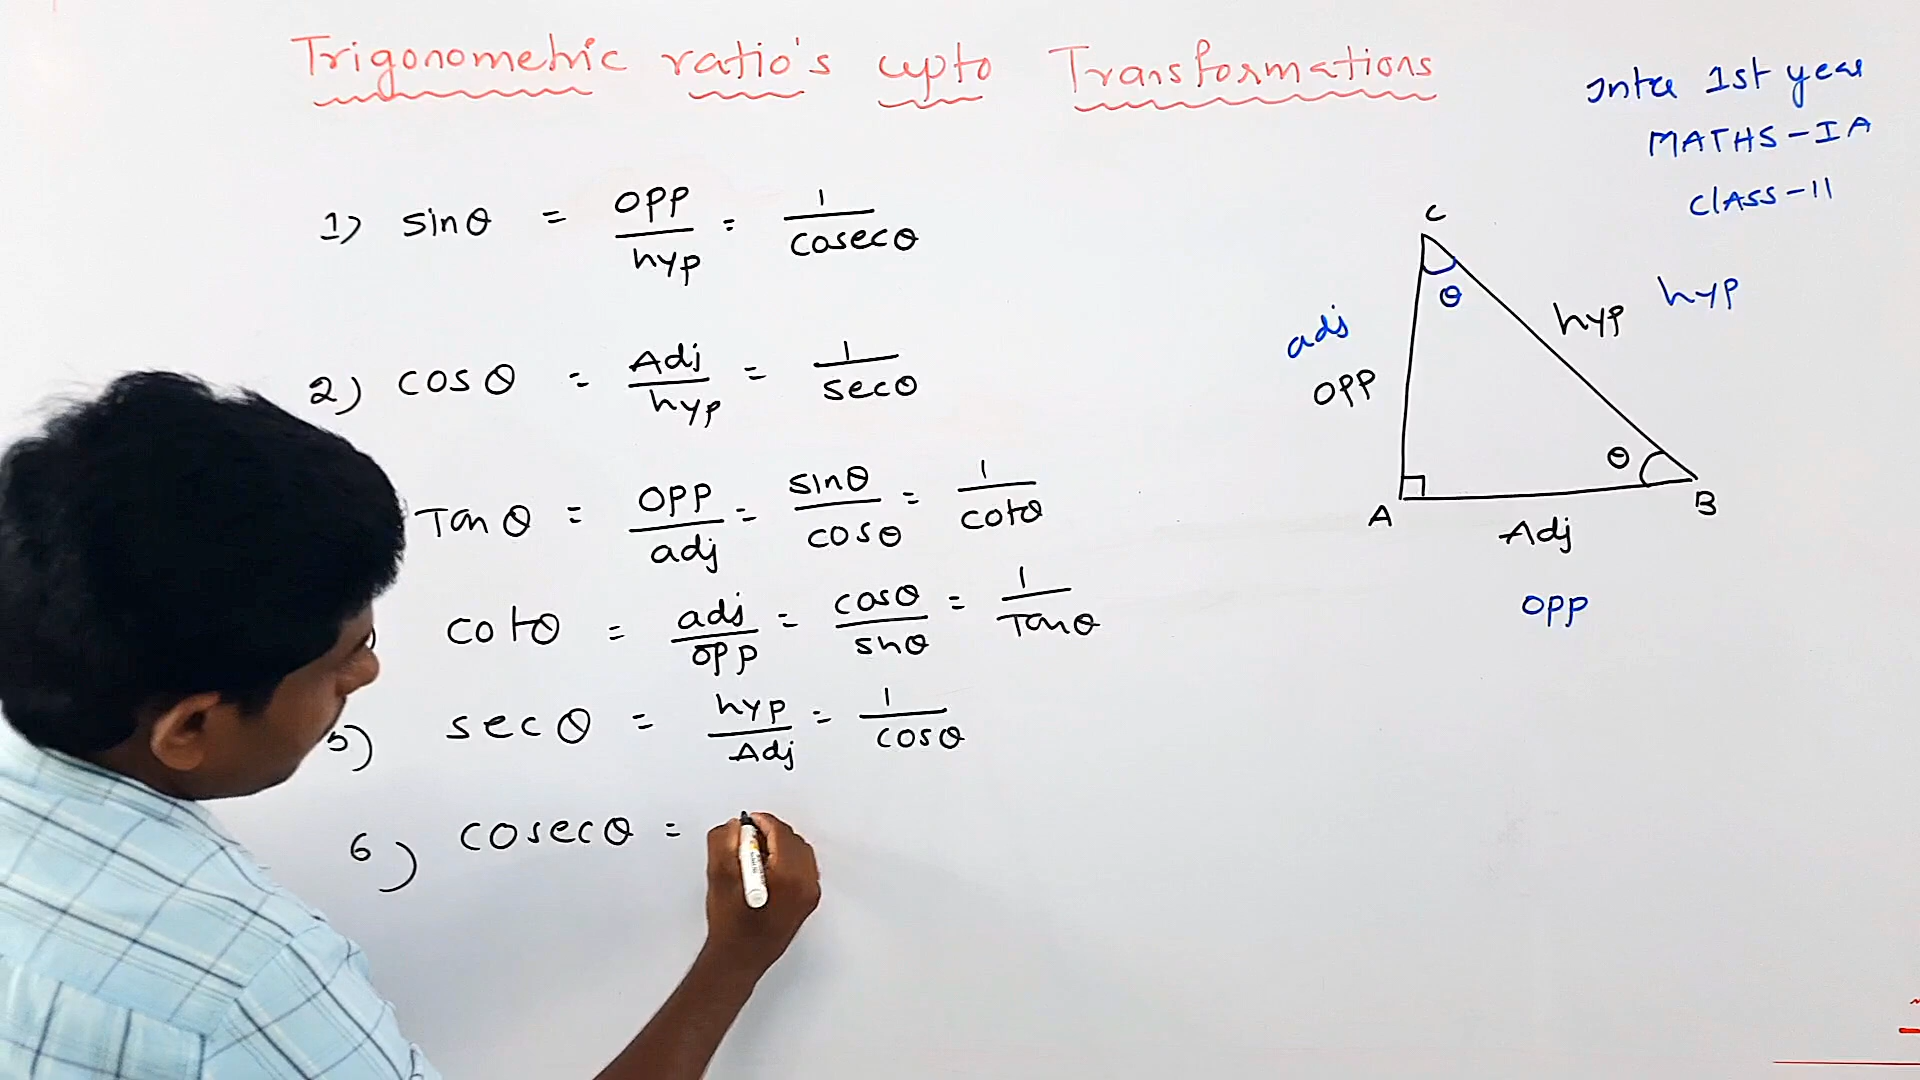 Trigonometric ratio's upto Transformations
Inter 1st year
MATHS-IA
ClASS-11
1) sinθ = opp/hyp = 1/cosecθ
2) cosθ = Adj/hyp = 1/secθ
Tanθ = opp/adj = sinθ/cosθ = 1/cotθ
cotθ = adj/opp = cosθ/sinθ = 1/Tanθ
5) secθ = hyp/Adj = 1/cosθ
6) cosecθ =
C
θ
hyp hyp
adj
opp
θ
A B
Adj
opp